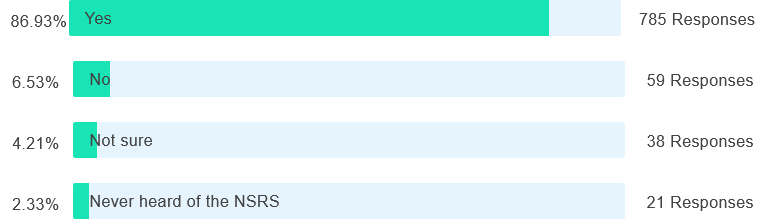 86.93% Yes 785 Responses
6.53% No 59 Responses
4.21% Not sure 38 Responses
2.33% Never heard of the NSRS 21 Responses